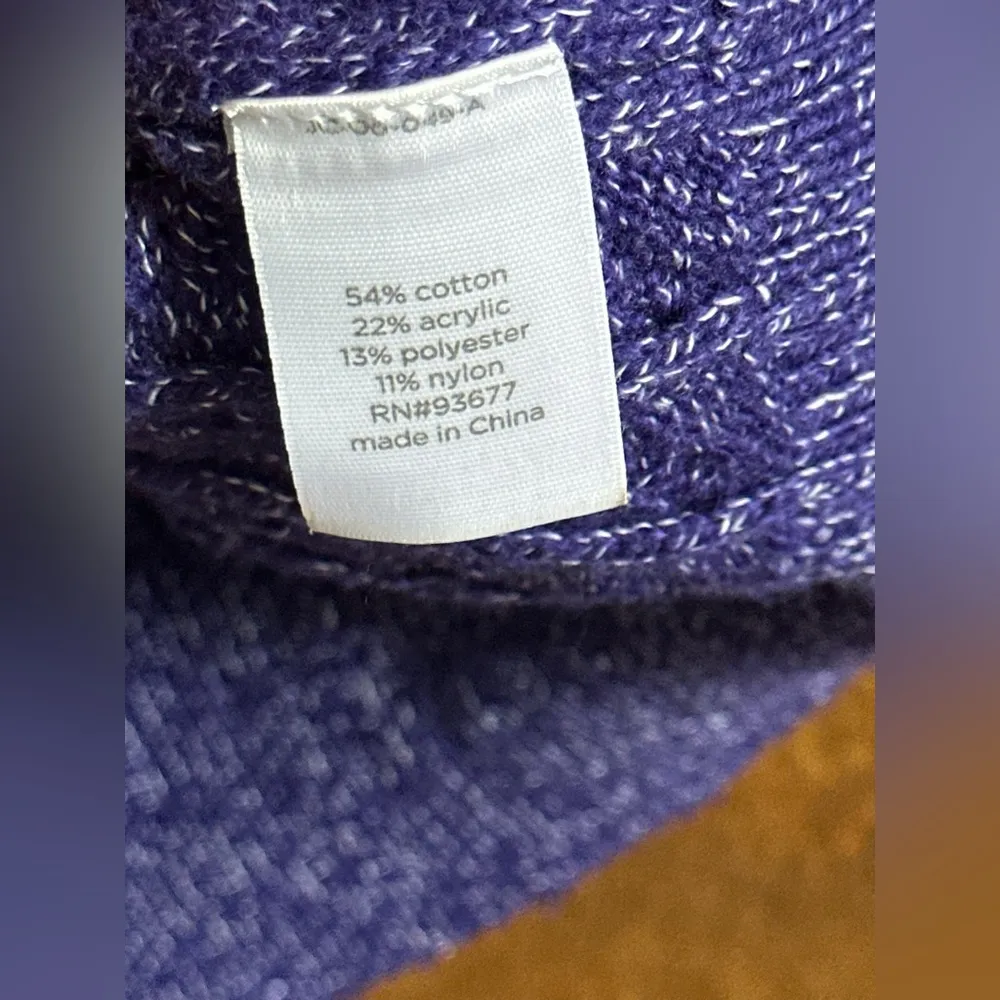 54% cotton
22% acrylic
13% polyester
11% nylon
RN#93677
made in China